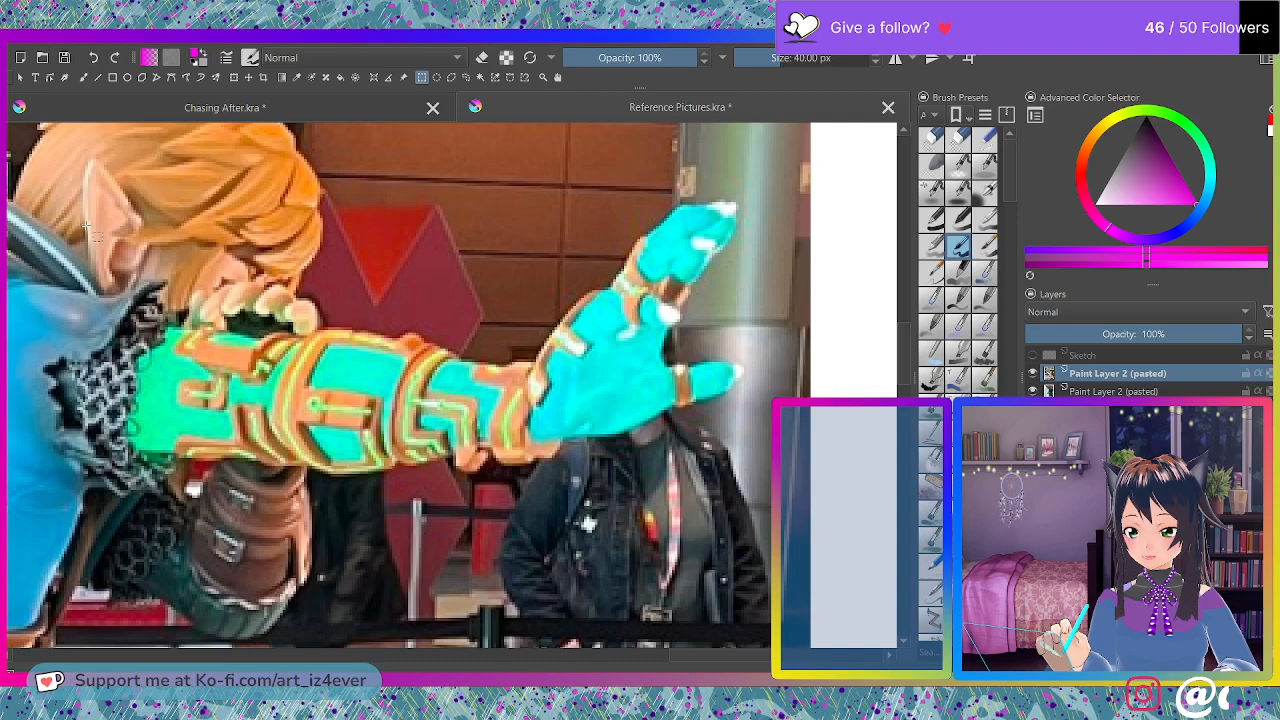 Give a follow? 46 / 50 Followers
Normal
Opacity: 100%
Size: 40.00 px
Chasing After.kra *
Reference Pictures.kra *
Brush Presets
Advanced Color Selector
A
Layers
Normal
Opacity: 100%
Sketch
Paint Layer 2 (pasted)
Paint Layer 2 (pasted)
Support me at Ko-fi.com/art_iz4ever